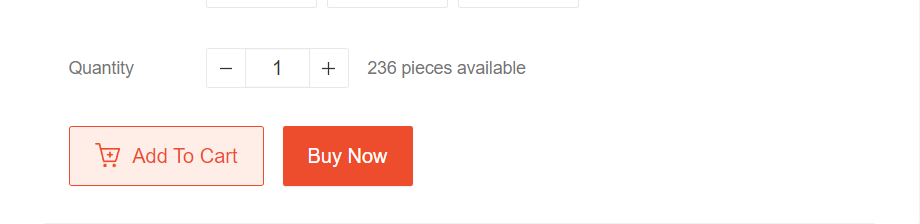 Quantity − 1 + 236 pieces available
Add To Cart Buy Now